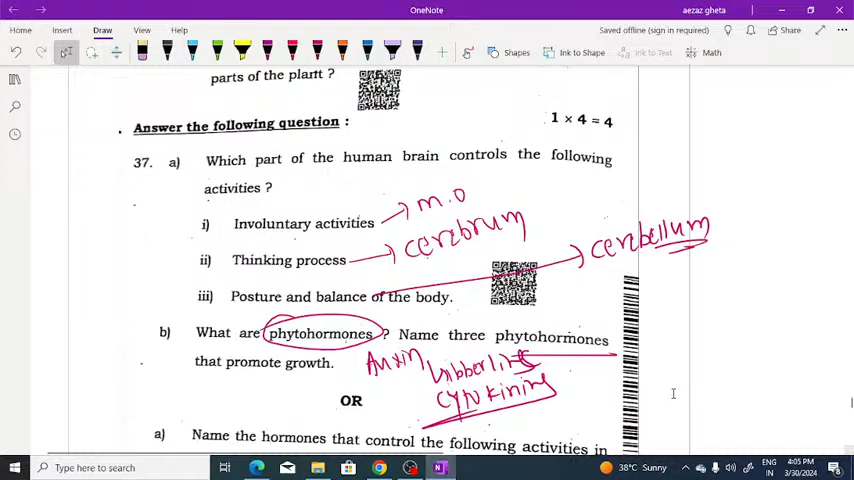 OneNote
aezaz gheta
Home Insert Draw View Help
Saved offline (sign in required)
Share
Shapes Ink to Shape Ink to Text Math
parts of the plant ?
Answer the following question :
1 × 4 = 4
37. a) Which part of the human brain controls the following
activities ?
i) Involuntary activities → m.o
ii) Thinking process → cerebrum
iii) Posture and balance of the body. → cerebellum
b) What are phytohormones ? Name three phytohormones
that promote growth. Auxin
Cytokinins
OR
a) Name the hormones that control the following activities in
Type here to search
38°C Sunny
ENG
IN
4:05 PM
3/30/2024
8